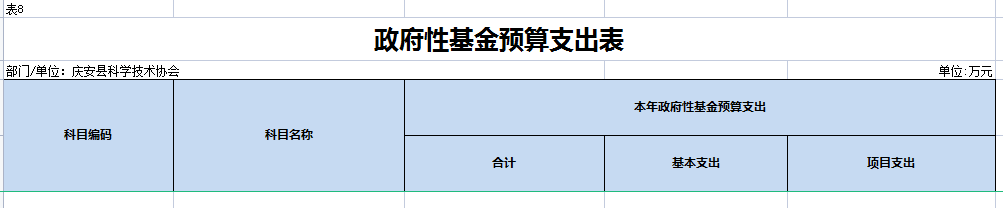 表8
政府性基金预算支出表
部门/单位：庆安县科学技术协会 单位:万元
科目编码 科目名称 本年政府性基金预算支出
合计 基本支出 项目支出